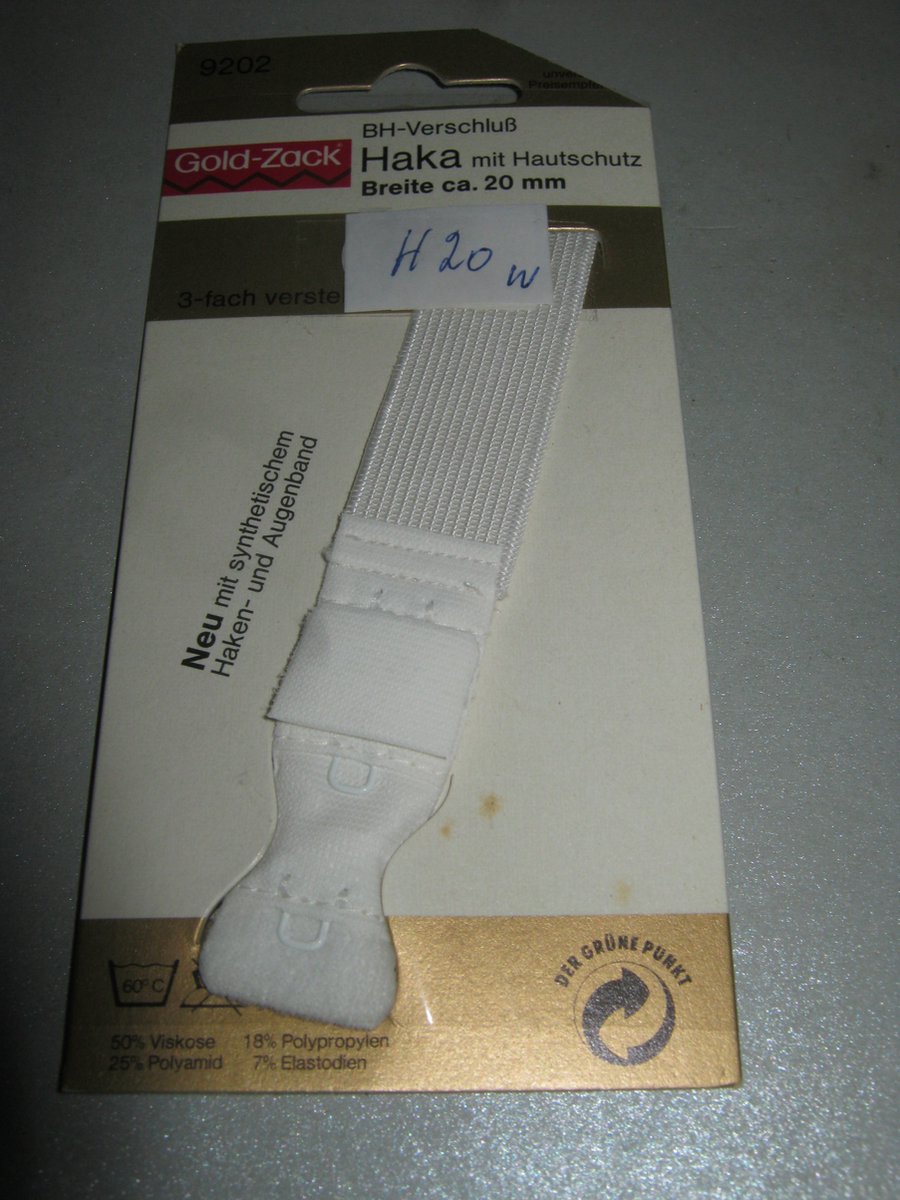 9202
Gold-Zack
BH-Verschluß
Haka mit Hautschutz
Breite ca. 20 mm
H 20 w
3-fach
Neu mit synthetischem
Haken- und Augenband
60° C
50% Viskose 18% Polypropylen
25% Polyamid 7% Elastodien
DER GRÜNE PUNKT